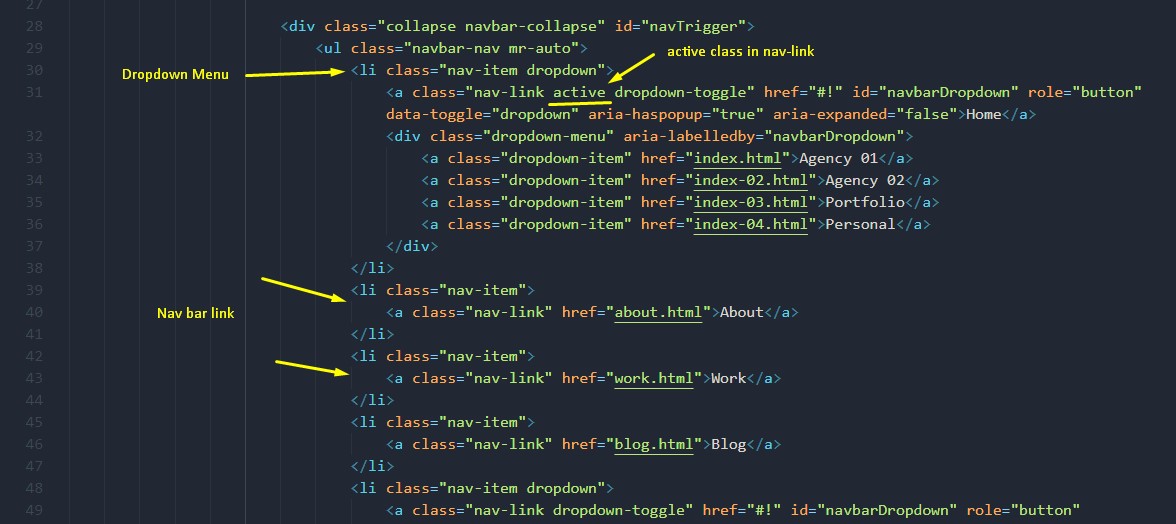 27
28 <div class="collapse navbar-collapse" id="navTrigger">
29 <ul class="navbar-nav mr-auto">
active class in nav-link
Dropdown Menu
30 <li class="nav-item dropdown">
31 <a class="nav-link active dropdown-toggle" href="#!" id="navbarDropdown" role="button"
data-toggle="dropdown" aria-haspopup="true" aria-expanded="false">Home</a>
32 <div class="dropdown-menu" aria-labelledby="navbarDropdown">
33 <a class="dropdown-item" href="index.html">Agency 01</a>
34 <a class="dropdown-item" href="index-02.html">Agency 02</a>
35 <a class="dropdown-item" href="index-03.html">Portfolio</a>
36 <a class="dropdown-item" href="index-04.html">Personal</a>
37 </div>
38 </li>
39 <li class="nav-item">
Nav bar link
40 <a class="nav-link" href="about.html">About</a>
41 </li>
42 <li class="nav-item">
43 <a class="nav-link" href="work.html">Work</a>
44 </li>
45 <li class="nav-item">
46 <a class="nav-link" href="blog.html">Blog</a>
47 </li>
48 <li class="nav-item dropdown">
49 <a class="nav-link dropdown-toggle" href="#!" id="navbarDropdown" role="button"